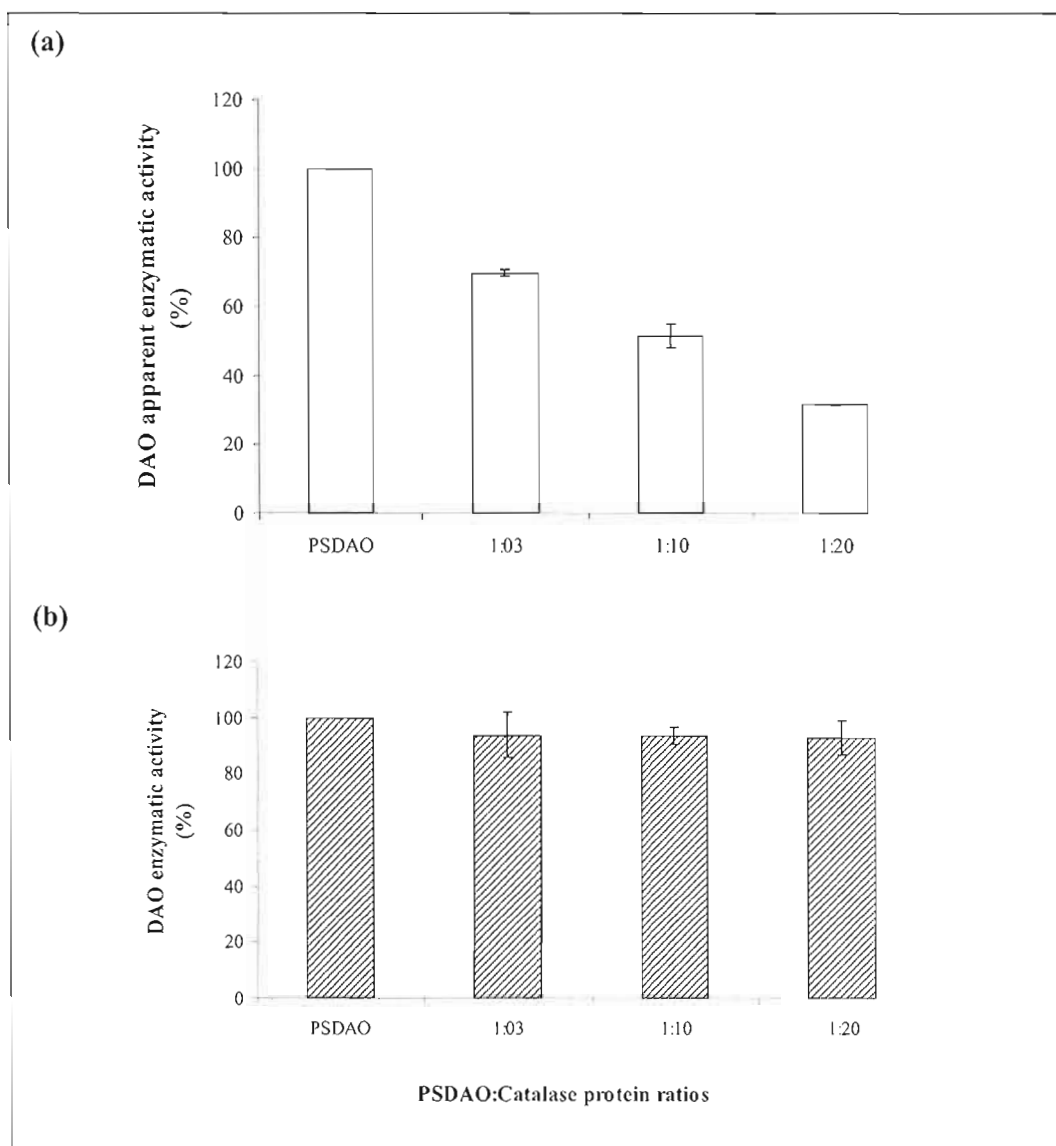 (a)
120
100
80
60
40
20
0
DAO apparent enzymatic activity
(%)
PSDAO 1:03 1:10 1:20
(b)
120
100
80
60
40
20
0
DAO enzymatic activity
(%)
PSDAO 1:03 1:10 1:20
PSDAO:Catalase protein ratios